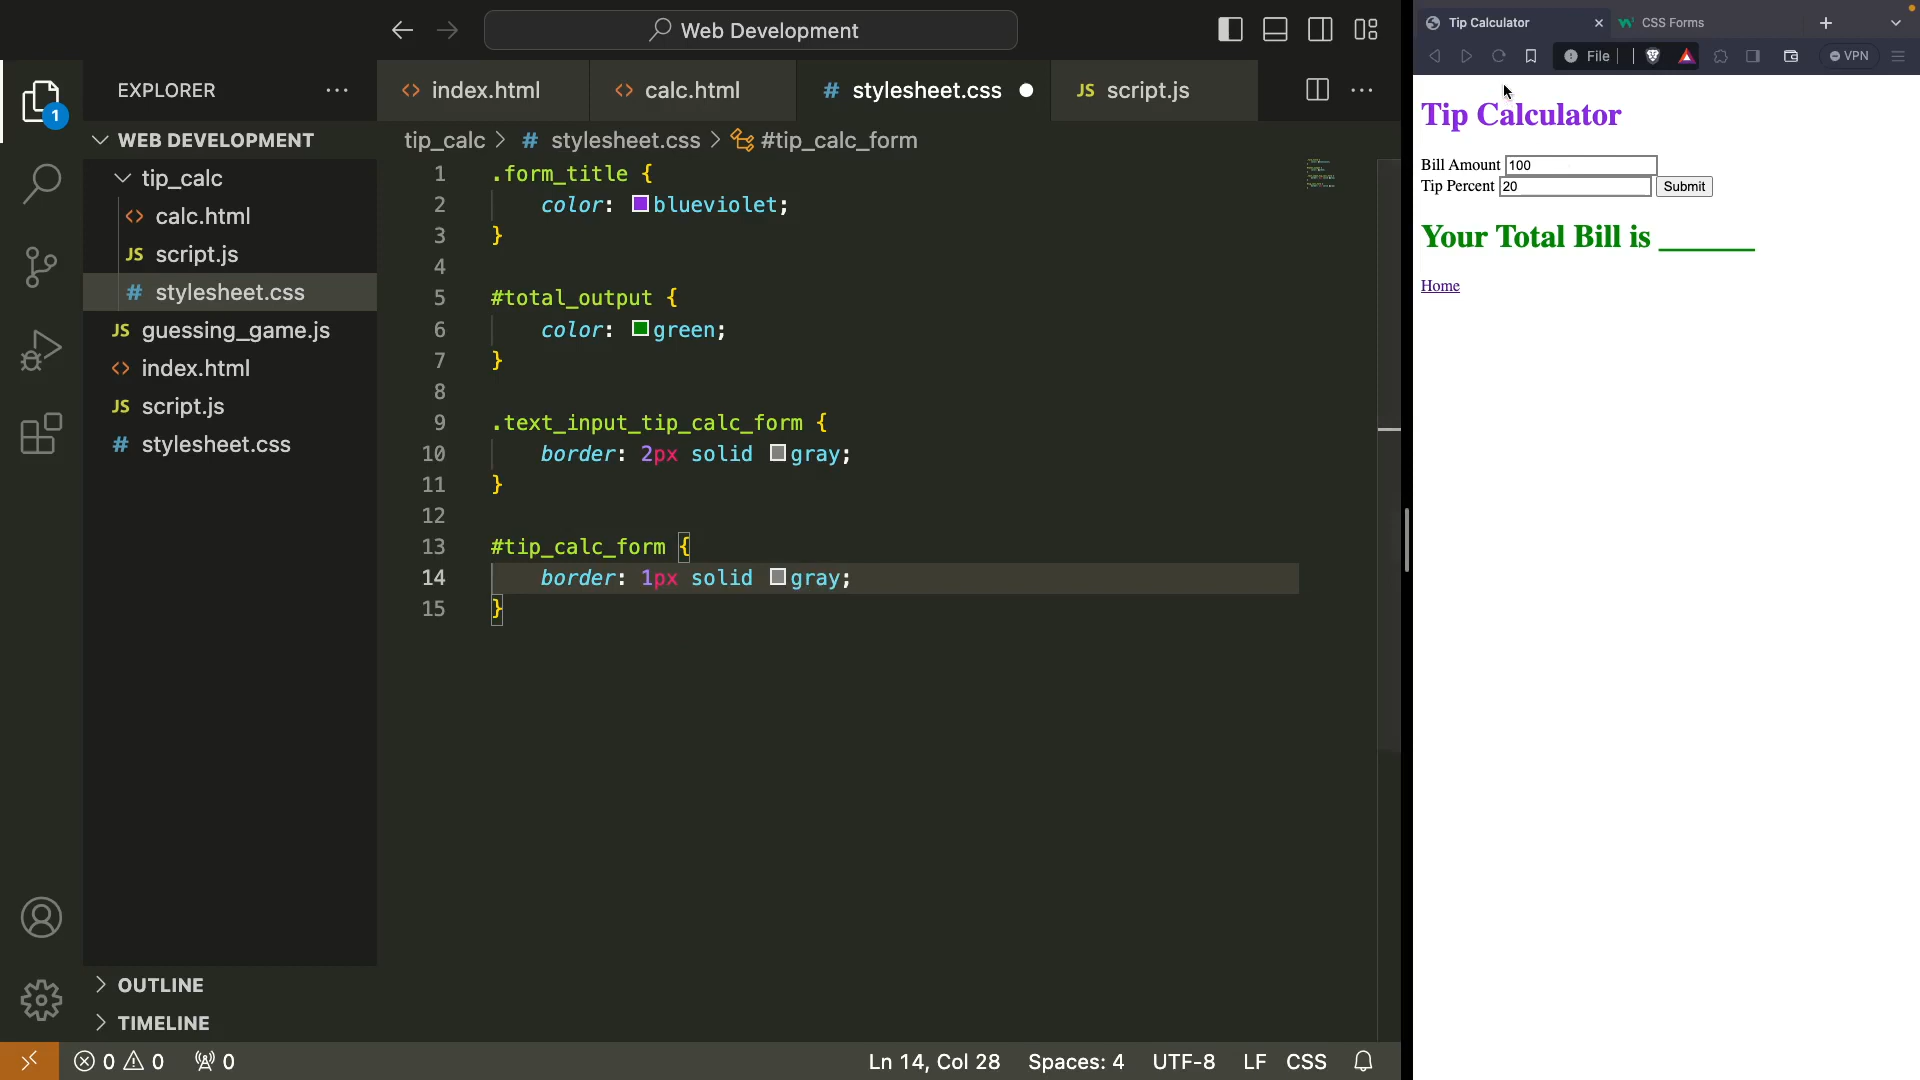 Web Development
Tip Calculator
CSS Forms
File
VPN
1
EXPLORER
WEB DEVELOPMENT
tip_calc
calc.html
JS script.js
# stylesheet.css
JS guessing_game.js
index.html
JS script.js
# stylesheet.css
OUTLINE
TIMELINE
<> index.html
<> calc.html
# stylesheet.css
JS script.js
tip_calc > # stylesheet.css > #tip_calc_form
1 .form_title {
2 color: blueviolet;
3 }
4
5 #total_output {
6 color: green;
7 }
8
9 .text_input_tip_calc_form {
10 border: 2px solid gray;
11 }
12
13 #tip_calc_form {
14 border: 1px solid gray;
15 }
Tip Calculator
Bill Amount 100
Tip Percent 20 Submit
Your Total Bill is ______
Home
0 0 0
Ln 14, Col 28 Spaces: 4 UTF-8 LF CSS